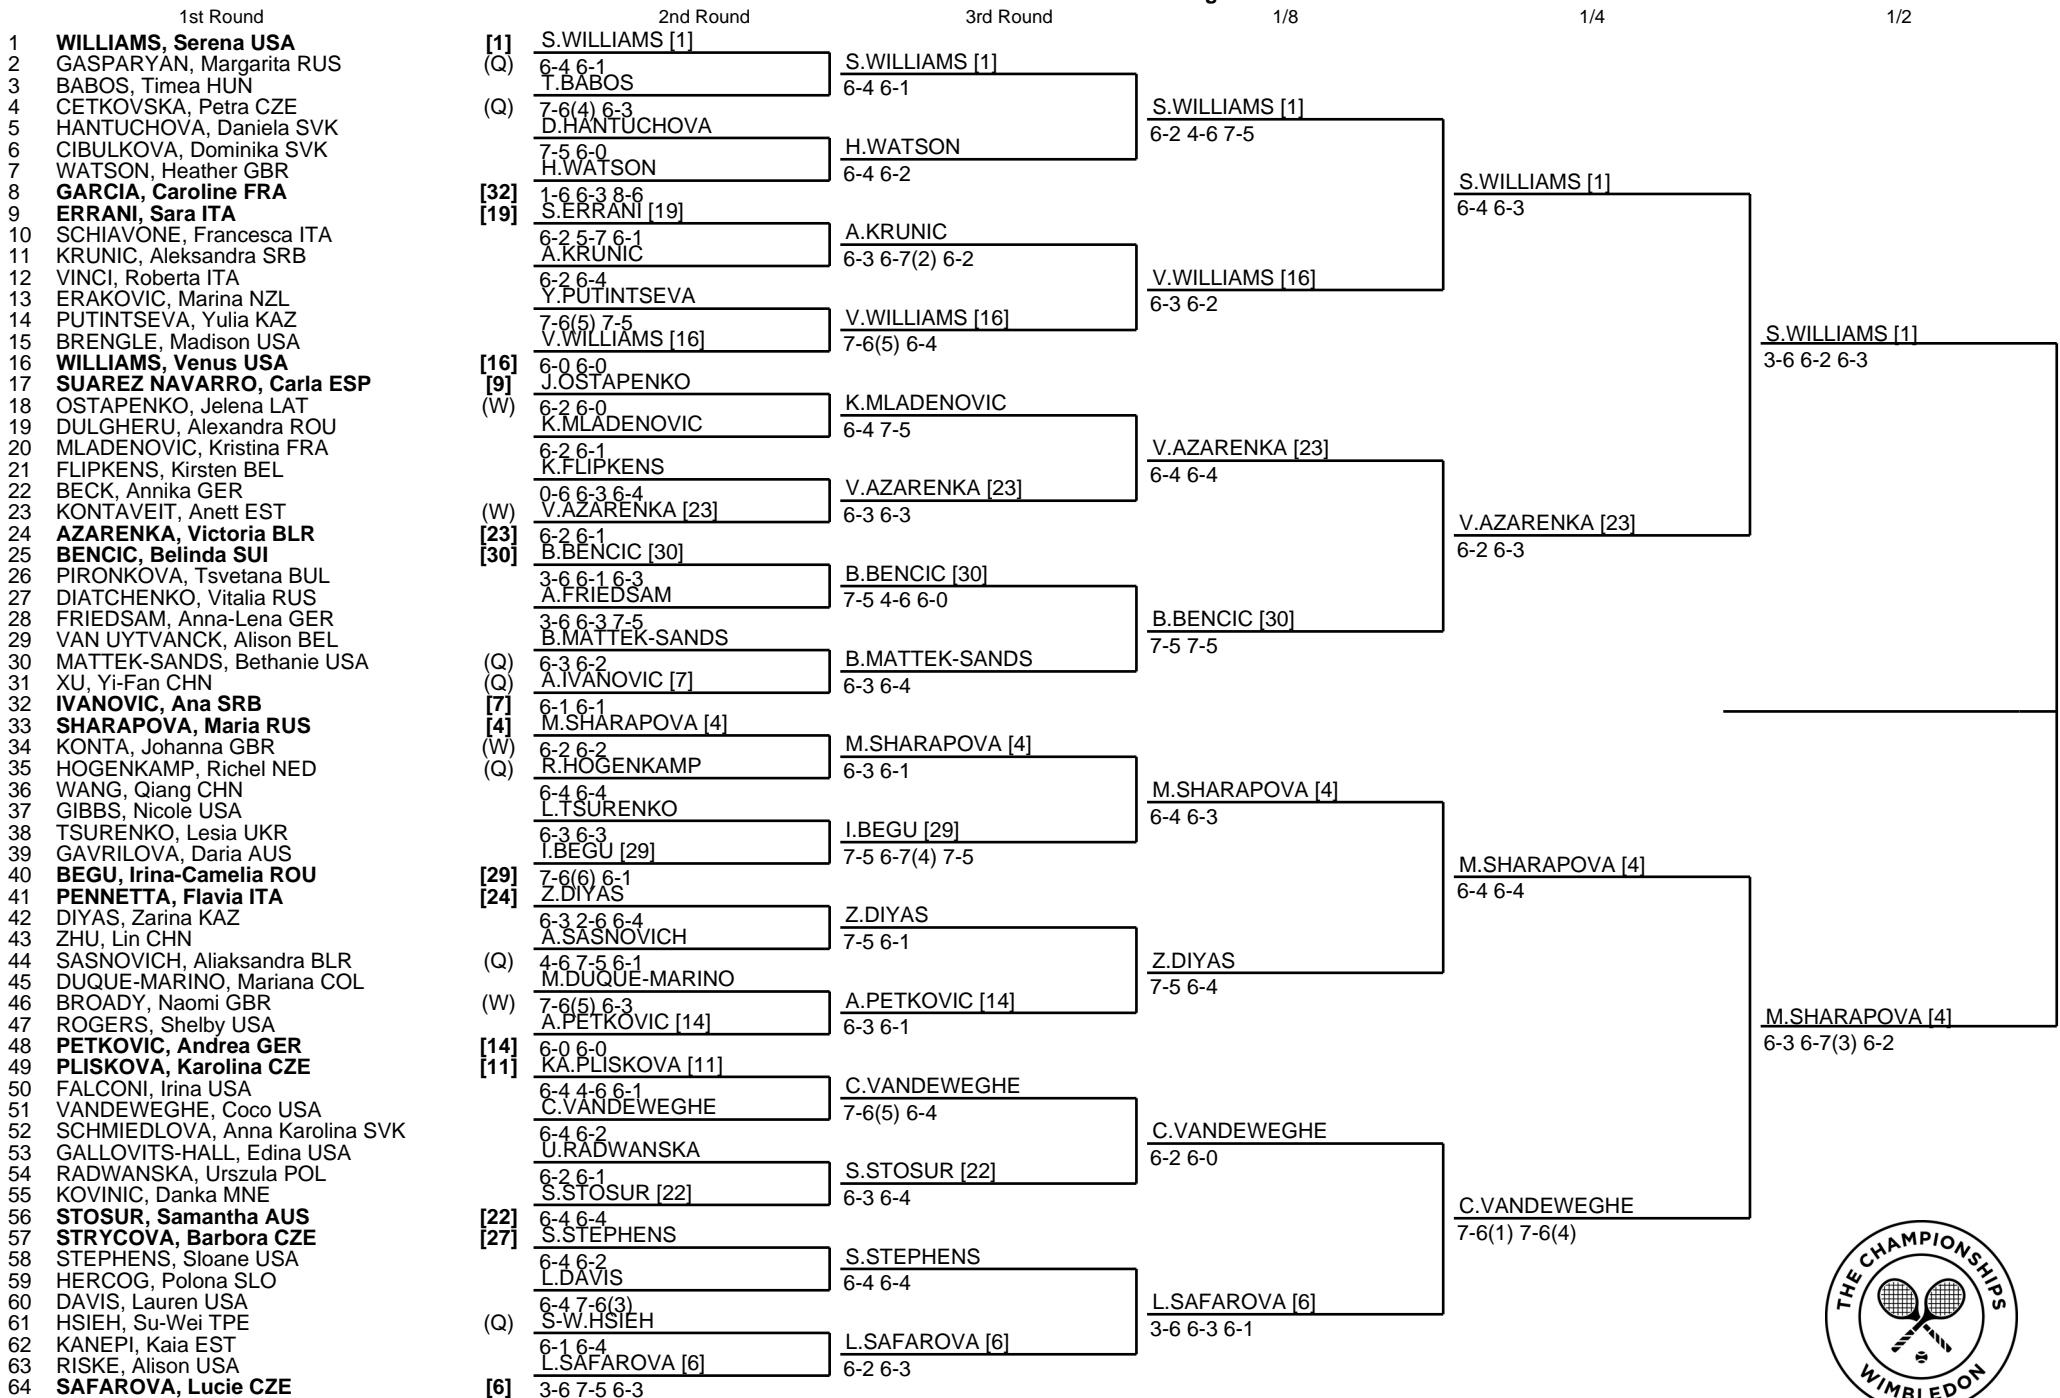 1st Round 2nd Round 3rd Round 1/8 1/4 1/2
1 WILLIAMS, Serena USA [1]
2 GASPARYAN, Margarita RUS (Q)
3 BABOS, Timea HUN
4 CETKOVSKA, Petra CZE (Q)
5 HANTUCHOVA, Daniela SVK
6 CIBULKOVA, Dominika SVK
7 WATSON, Heather GBR
8 GARCIA, Caroline FRA [32]
9 ERRANI, Sara ITA [19]
10 SCHIAVONE, Francesca ITA
11 KRUNIC, Aleksandra SRB
12 VINCI, Roberta ITA
13 ERAKOVIC, Marina NZL
14 PUTINTSEVA, Yulia KAZ
15 BRENGLE, Madison USA
16 WILLIAMS, Venus USA [16]
17 SUAREZ NAVARRO, Carla ESP [9]
18 OSTAPENKO, Jelena LAT (W)
19 DULGHERU, Alexandra ROU
20 MLADENOVIC, Kristina FRA
21 FLIPKENS, Kirsten BEL
22 BECK, Annika GER
23 KONTAVEIT, Anett EST (W)
24 AZARENKA, Victoria BLR [23]
25 BENCIC, Belinda SUI [30]
26 PIRONKOVA, Tsvetana BUL
27 DIATCHENKO, Vitalia RUS
28 FRIEDSAM, Anna-Lena GER
29 VAN UYTVANCK, Alison BEL
30 MATTEK-SANDS, Bethanie USA (Q)
31 XU, Yi-Fan CHN (Q)
32 IVANOVIC, Ana SRB [7]
33 SHARAPOVA, Maria RUS [4]
34 KONTA, Johanna GBR (W)
35 HOGENKAMP, Richel NED (Q)
36 WANG, Qiang CHN
37 GIBBS, Nicole USA
38 TSURENKO, Lesia UKR
39 GAVRILOVA, Daria AUS
40 BEGU, Irina-Camelia ROU [29]
41 PENNETTA, Flavia ITA [24]
42 DIYAS, Zarina KAZ
43 ZHU, Lin CHN
44 SASNOVICH, Aliaksandra BLR (Q)
45 DUQUE-MARINO, Mariana COL
46 BROADY, Naomi GBR (W)
47 ROGERS, Shelby USA
48 PETKOVIC, Andrea GER [14]
49 PLISKOVA, Karolina CZE [11]
50 FALCONI, Irina USA
51 VANDEWEGHE, Coco USA
52 SCHMIEDLOVA, Anna Karolina SVK
53 GALLOVITS-HALL, Edina USA
54 RADWANSKA, Urszula POL
55 KOVINIC, Danka MNE
56 STOSUR, Samantha AUS [22]
57 STRYCOVA, Barbora CZE [27]
58 STEPHENS, Sloane USA
59 HERCOG, Polona SLO
60 DAVIS, Lauren USA
61 HSIEH, Su-Wei TPE (Q)
62 KANEPI, Kaia EST
63 RISKE, Alison USA
64 SAFAROVA, Lucie CZE [6]
S.WILLIAMS [1]
6-4 6-1
T.BABOS
7-6(4) 6-3
D.HANTUCHOVA
7-5 6-0
H.WATSON
1-6 6-3 8-6
S.ERRANI [19]
6-2 5-7 6-1
A.KRUNIC
6-2 6-4
Y.PUTINTSEVA
7-6(5) 7-5
V.WILLIAMS [16]
6-0 6-0
J.OSTAPENKO
6-2 6-0
K.MLADENOVIC
6-2 6-1
K.FLIPKENS
0-6 6-3 6-4
V.AZARENKA [23]
6-2 6-1
B.BENCIC [30]
3-6 6-1 6-3
A.FRIEDSAM
3-6 6-3 7-5
B.MATTEK-SANDS
6-3 6-2
A.IVANOVIC [7]
6-1 6-1
M.SHARAPOVA [4]
6-2 6-2
R.HOGENKAMP
6-4 6-4
L.TSURENKO
6-3 6-3
I.BEGU [29]
7-6(6) 6-1
Z.DIYAS
6-3 2-6 6-4
A.SASNOVICH
4-6 7-5 6-1
M.DUQUE-MARINO
7-6(5) 6-3
A.PETKOVIC [14]
6-0 6-0
KA.PLISKOVA [11]
6-4 4-6 6-1
C.VANDEWEGHE
6-4 6-2
U.RADWANSKA
6-2 6-1
S.STOSUR [22]
6-4 6-4
S.STEPHENS
6-4 6-2
L.DAVIS
6-4 7-6(3)
S-W.HSIEH
6-1 6-4
L.SAFAROVA [6]
3-6 7-5 6-3
S.WILLIAMS [1]
6-4 6-1
H.WATSON
6-4 6-2
A.KRUNIC
6-3 6-7(2) 6-2
V.WILLIAMS [16]
7-6(5) 6-4
K.MLADENOVIC
6-4 7-5
V.AZARENKA [23]
6-3 6-3
B.BENCIC [30]
7-5 4-6 6-0
B.MATTEK-SANDS
6-3 6-4
M.SHARAPOVA [4]
6-3 6-1
I.BEGU [29]
7-5 6-7(4) 7-5
Z.DIYAS
7-5 6-1
A.PETKOVIC [14]
6-3 6-1
C.VANDEWEGHE
7-6(5) 6-4
S.STOSUR [22]
6-3 6-4
S.STEPHENS
6-4 6-4
L.SAFAROVA [6]
6-2 6-3
S.WILLIAMS [1]
6-2 4-6 7-5
V.WILLIAMS [16]
6-3 6-2
V.AZARENKA [23]
6-4 6-4
B.BENCIC [30]
7-5 7-5
M.SHARAPOVA [4]
6-4 6-3
Z.DIYAS
7-5 6-4
C.VANDEWEGHE
6-2 6-0
L.SAFAROVA [6]
3-6 6-3 6-1
S.WILLIAMS [1]
6-4 6-3
V.AZARENKA [23]
6-2 6-3
M.SHARAPOVA [4]
6-4 6-4
C.VANDEWEGHE
7-6(1) 7-6(4)
S.WILLIAMS [1]
3-6 6-2 6-3
M.SHARAPOVA [4]
6-3 6-7(3) 6-2
THE CHAMPIONSHIPS
WIMBLEDON